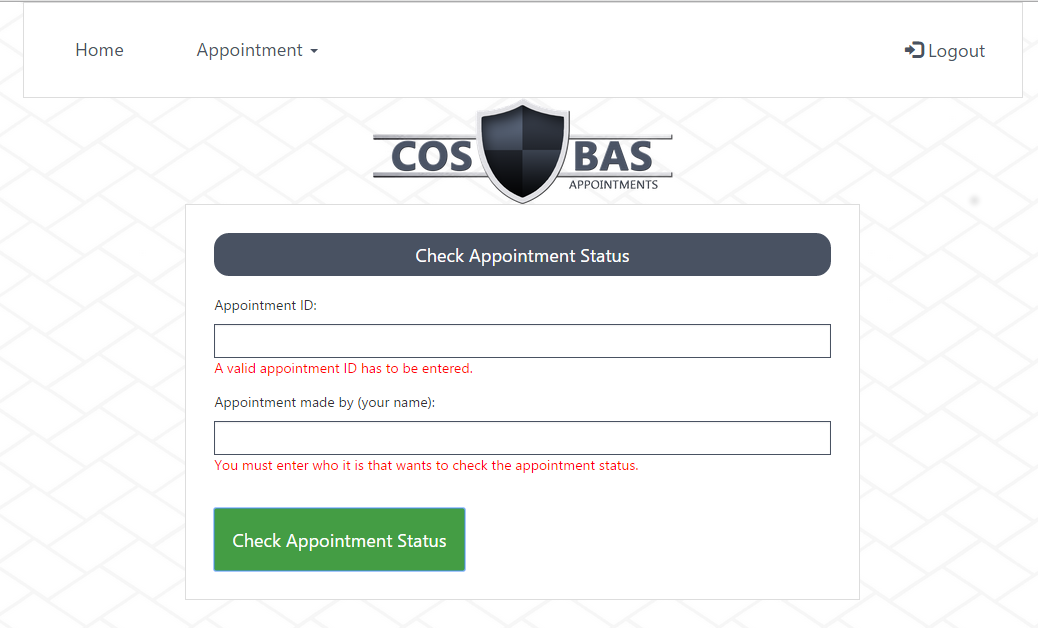 Home
Appointment
Logout
COS BAS
APPOINTMENTS
Check Appointment Status
Appointment ID:
A valid appointment ID has to be entered.
Appointment made by (your name):
You must enter who it is that wants to check the appointment status.
Check Appointment Status